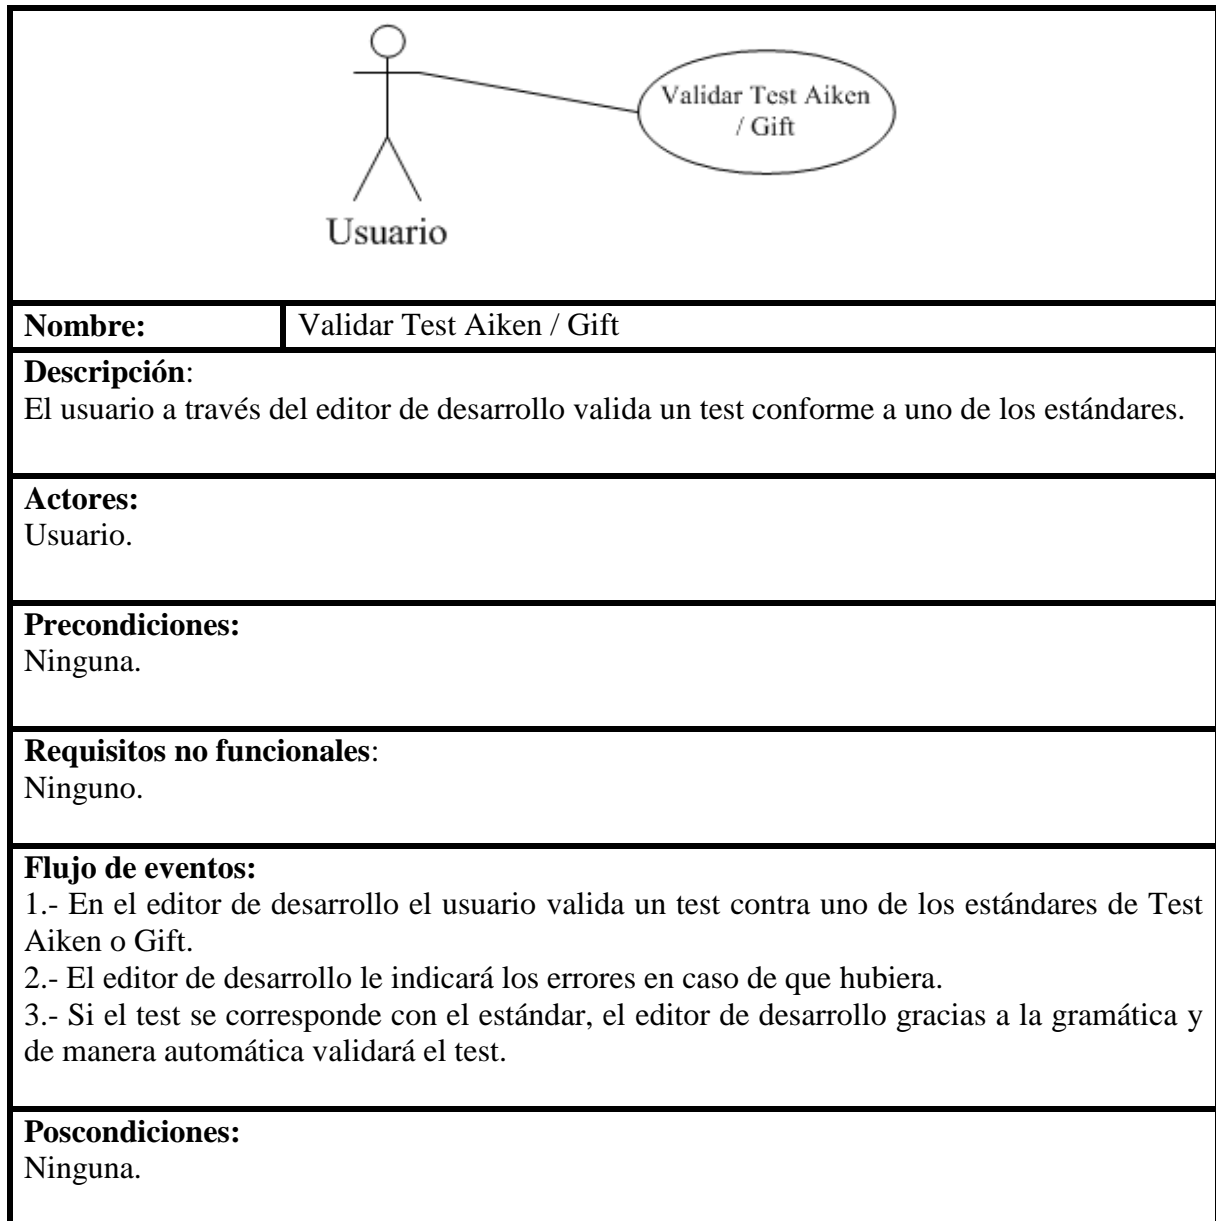 Validar Test Aiken
/ Gift
Usuario
Nombre: Validar Test Aiken / Gift
Descripción:
El usuario a través del editor de desarrollo valida un test conforme a uno de los estándares.
Actores:
Usuario.
Precondiciones:
Ninguna.
Requisitos no funcionales:
Ninguno.
Flujo de eventos:
1.- En el editor de desarrollo el usuario valida un test contra uno de los estándares de Test
Aiken o Gift.
2.- El editor de desarrollo le indicará los errores en caso de que hubiera.
3.- Si el test se corresponde con el estándar, el editor de desarrollo gracias a la gramática y
de manera automática validará el test.
Poscondiciones:
Ninguna.